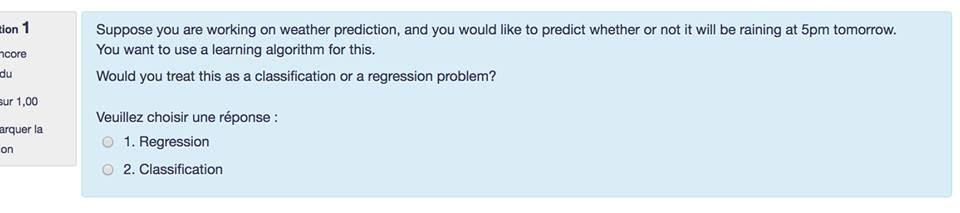 tion 1
ncore
du
sur 1,00
arquer la
on
Suppose you are working on weather prediction, and you would like to predict whether or not it will be raining at 5pm tomorrow.
You want to use a learning algorithm for this.
Would you treat this as a classification or a regression problem?
Veuillez choisir une réponse :
1. Regression
2. Classification